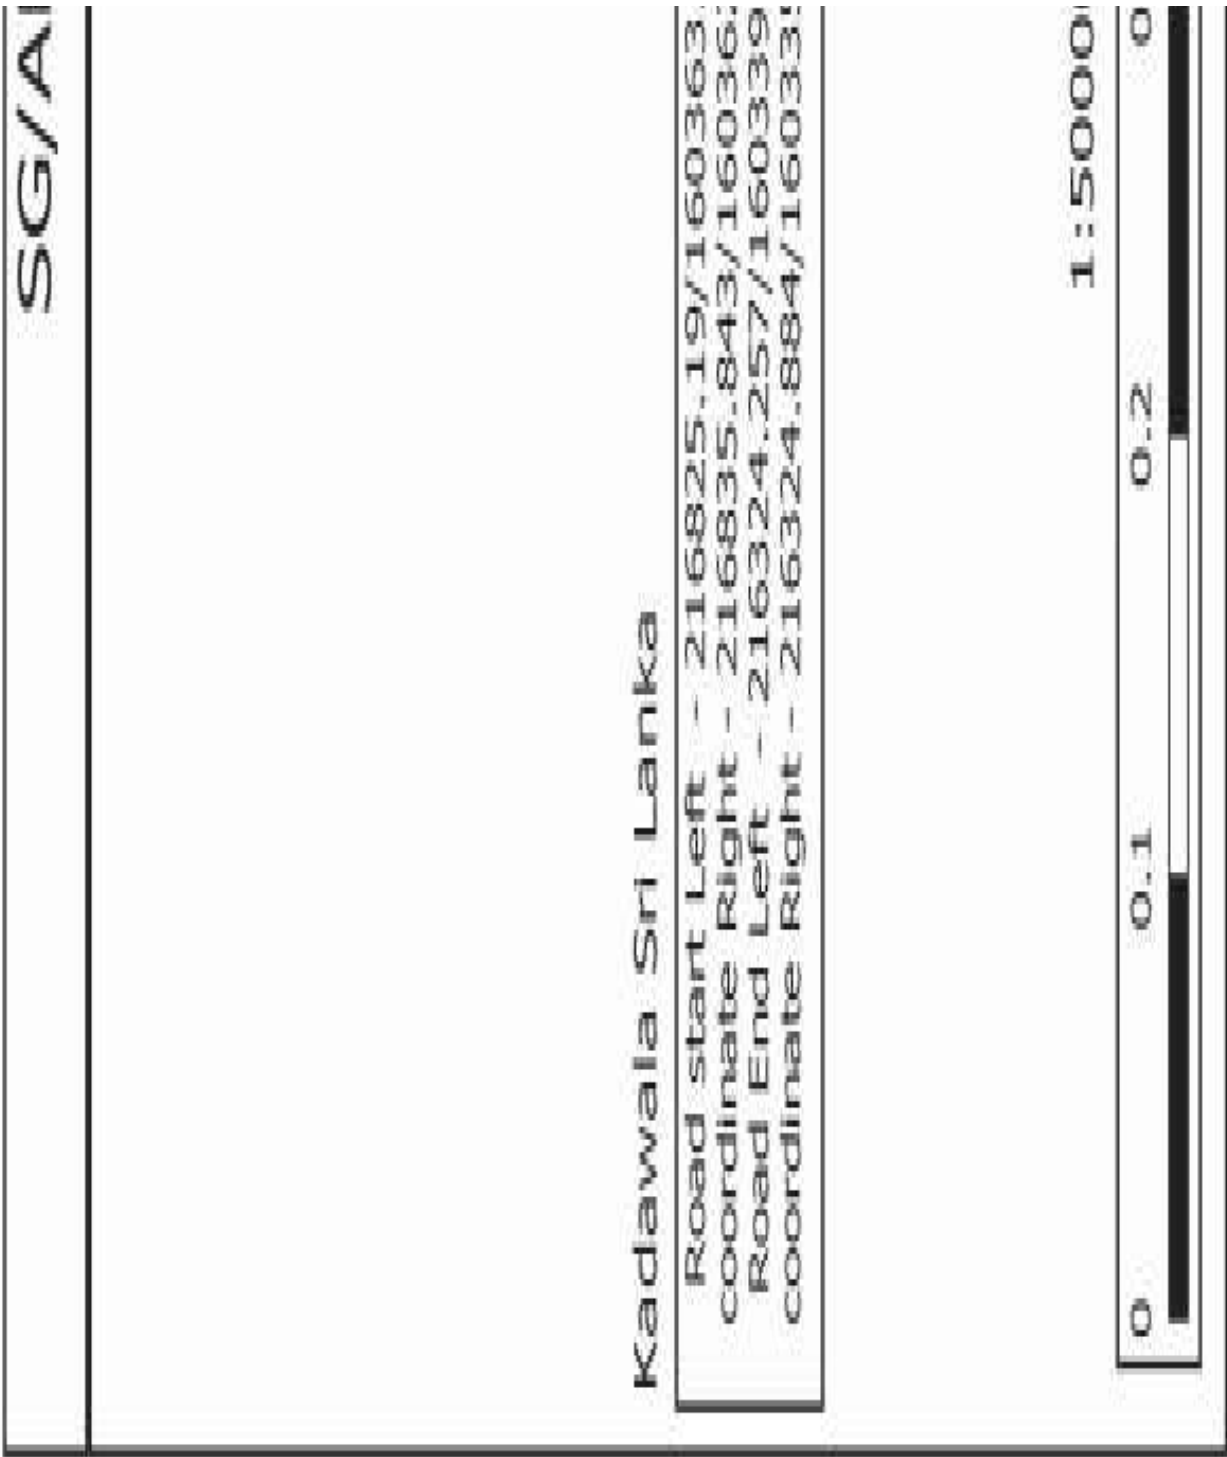 SG/A
Kadawala Sri Lanka
Road start Left - 216825.19/160363.
coordinate Right - 216835.843/160363
Road End Left - 216324.257/160339
coordinate Right - 216324.884/160339
1:5000
0 0.1 0.2 0